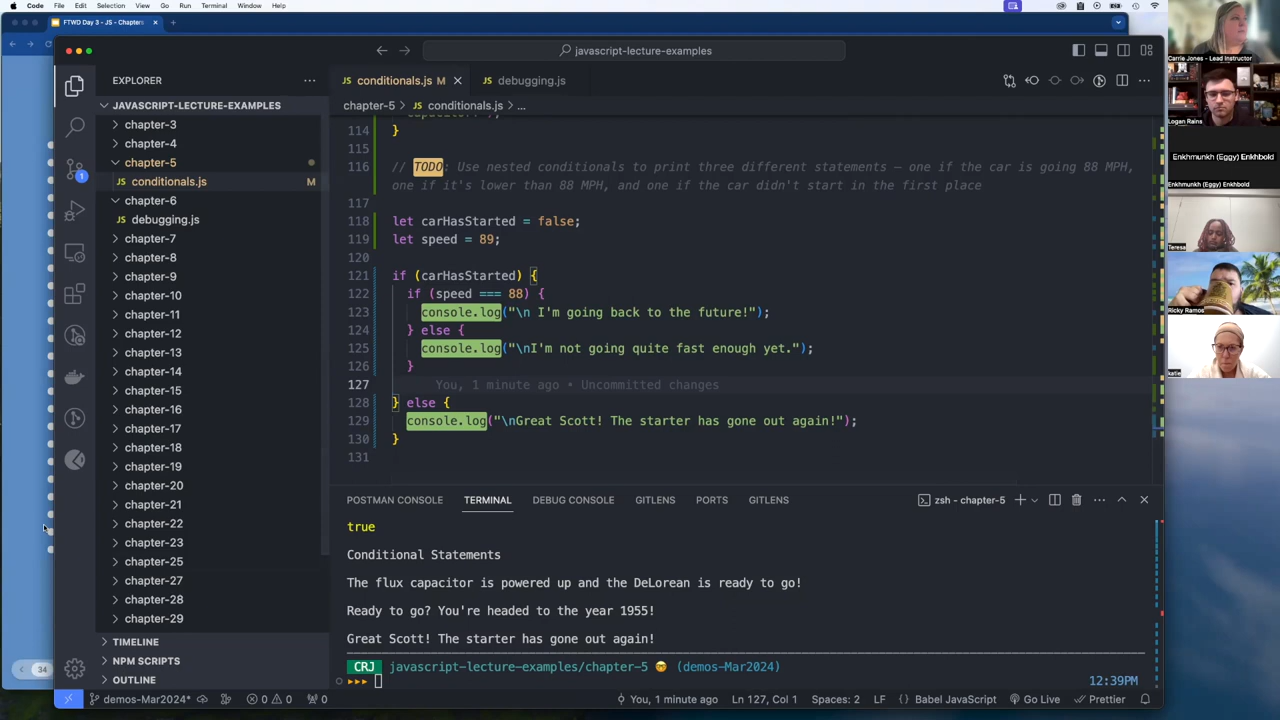 Code File Edit Selection View Go Run Terminal Window Help
FTWD Day 3 - JS - Chapters
javascript-lecture-examples
EXPLORER
conditionals.js M
debugging.js
JAVASCRIPT-LECTURE-EXAMPLES
chapter-5 > JS conditionals.js > ...
chapter-3
chapter-4
chapter-5
JS conditionals.js M
chapter-6
JS debugging.js
chapter-7
chapter-8
chapter-9
chapter-10
chapter-11
chapter-12
chapter-13
chapter-14
chapter-15
chapter-16
chapter-17
chapter-18
chapter-19
chapter-20
chapter-21
chapter-22
chapter-23
chapter-25
chapter-27
chapter-28
chapter-29
TIMELINE
NPM SCRIPTS
OUTLINE
34
114 }
115
116 // TODO: Use nested conditionals to print three different statements – one if the car is going 88 MPH,
one if it's lower than 88 MPH, and one if the car didn't start in the first place
117
118 let carHasStarted = false;
119 let speed = 89;
120
121 if (carHasStarted) {
122 if (speed === 88) {
123 console.log("\n I'm going back to the future!");
124 } else {
125 console.log("\nI'm not going quite fast enough yet.");
126 }
127 You, 1 minute ago • Uncommitted changes
128 } else {
129 console.log("\nGreat Scott! The starter has gone out again!");
130 }
131
POSTMAN CONSOLE TERMINAL DEBUG CONSOLE GITLENS PORTS GITLENS zsh - chapter-5
true
Conditional Statements
The flux capacitor is powered up and the DeLorean is ready to go!
Ready to go? You're headed to the year 1955!
Great Scott! The starter has gone out again!
CRJ javascript-lecture-examples/chapter-5 🤯 (demos-Mar2024)
12:39PM
demos-Mar2024* 0 0 0 You, 1 minute ago Ln 127, Col 1 Spaces: 2 LF {} Babel JavaScript Go Live Prettier
Carrie Jones - Lead Instructor
Logan Rains
Enkhmunkh (Eggy) Enkhbold
Enkhmunkh (Eggy) Enkhbold
Teresa
Ricky Ramos
katie